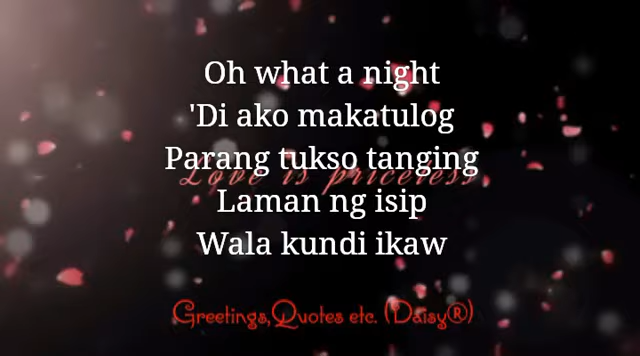 Oh what a night
'Di ako makatulog
Parang tukso tanging
Love is priceless
Laman ng isip
Wala kundi ikaw
Greetings,Quotes etc. (Daisy®)